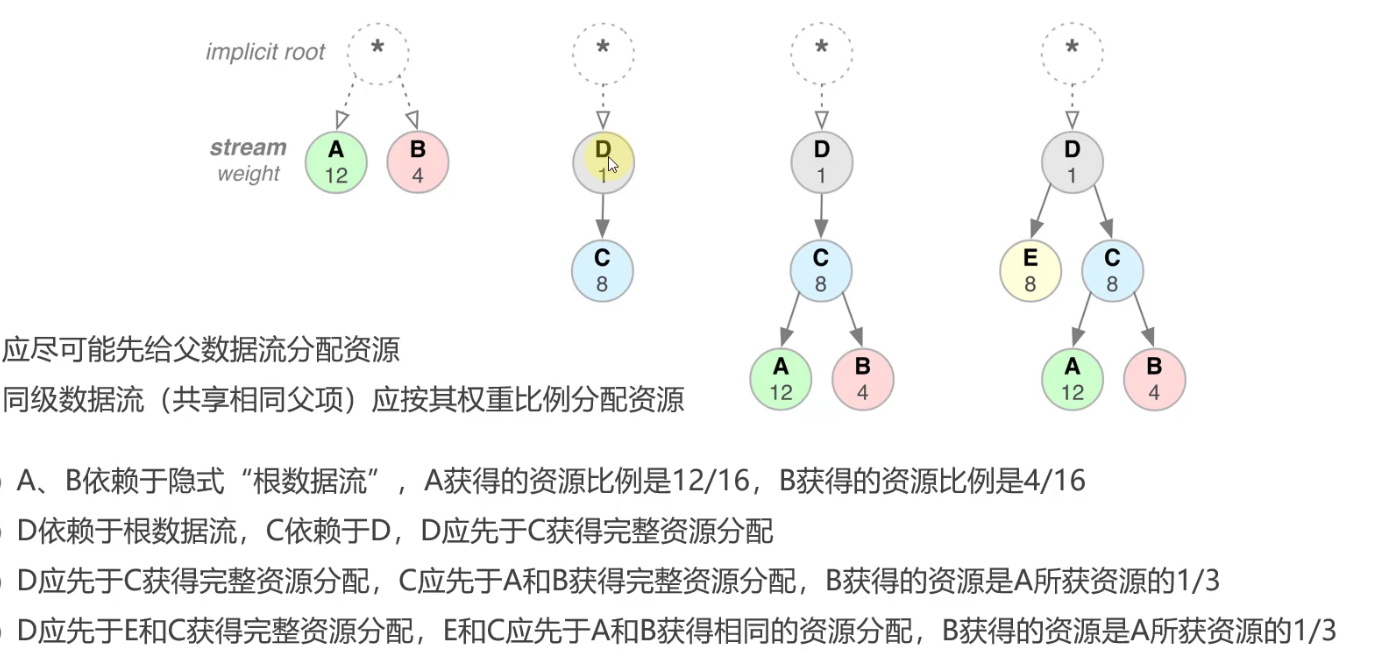 implicit root
* * * *
stream A B D D D
weight 12 4 1 1 1
C C E C
8 8 8 8
A B A B
12 4 12 4
应尽可能先给父数据流分配资源
同级数据流（共享相同父项）应按其权重比例分配资源
A、B依赖于隐式“根数据流”，A获得的资源比例是12/16，B获得的资源比例是4/16
D依赖于根数据流，C依赖于D，D应先于C获得完整资源分配
D应先于C获得完整资源分配，C应先于A和B获得完整资源分配，B获得的资源是A所获资源的1/3
D应先于E和C获得完整资源分配，E和C应先于A和B获得相同的资源分配，B获得的资源是A所获资源的1/3